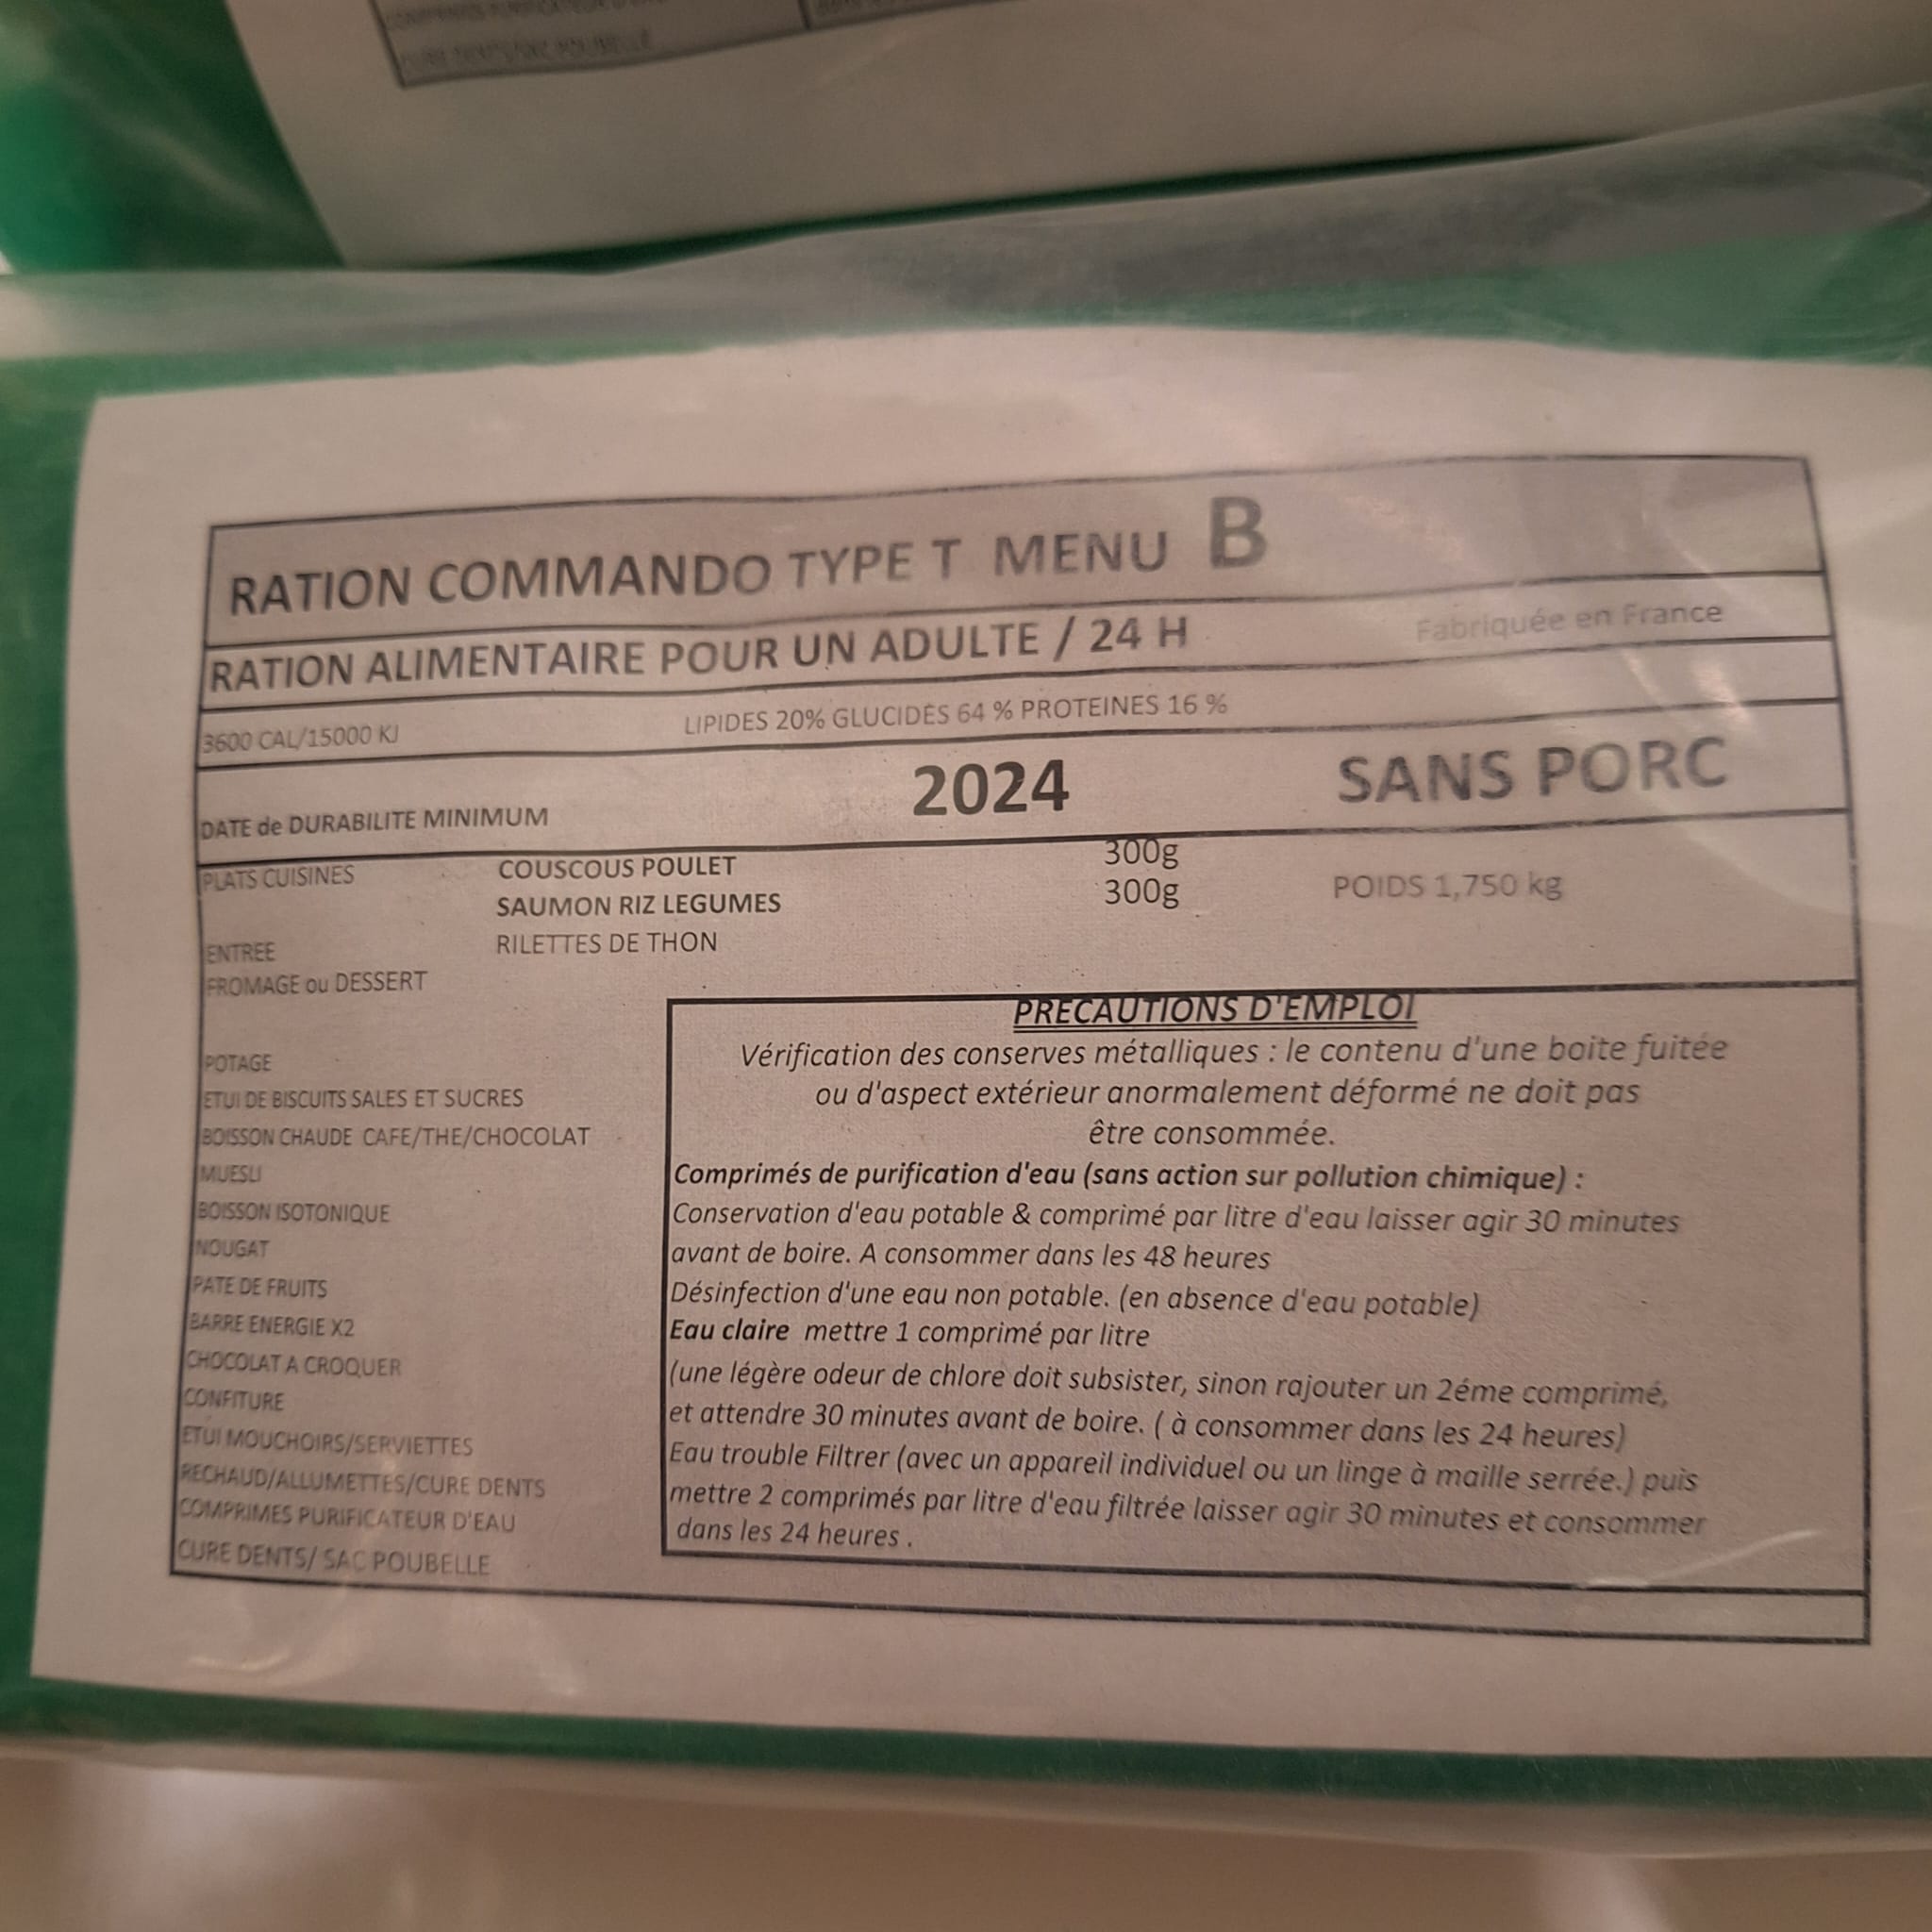 CURE DENTS/SAC POUBELLE
RATION COMMANDO TYPE T MENU B
RATION ALIMENTAIRE POUR UN ADULTE / 24 H Fabriquée en France
3600 CAL/15000 KJ LIPIDES 20% GLUCIDES 64 % PROTEINES 16 %
DATE de DURABILITE MINIMUM 2024 SANS PORC
PLATS CUISINES COUSCOUS POULET 300g
SAUMON RIZ LEGUMES 300g POIDS 1,750 kg
ENTREE RILETTES DE THON
FROMAGE ou DESSERT
POTAGE
ETUI DE BISCUITS SALES ET SUCRES
BOISSON CHAUDE CAFE/THE/CHOCOLAT
MUESLI
BOISSON ISOTONIQUE
NOUGAT
PATE DE FRUITS
BARRE ENERGIE X2
CHOCOLAT A CROQUER
CONFITURE
ETUI MOUCHOIRS/SERVIETTES
RECHAUD/ALLUMETTES/CURE DENTS
COMPRIMES PURIFICATEUR D'EAU
CURE DENTS/ SAC POUBELLE
PRECAUTIONS D'EMPLOI
Vérification des conserves métalliques : le contenu d'une boite fuitée
ou d'aspect extérieur anormalement déformé ne doit pas
être consommée.
Comprimés de purification d'eau (sans action sur pollution chimique) :
Conservation d'eau potable & comprimé par litre d'eau laisser agir 30 minutes
avant de boire. A consommer dans les 48 heures
Désinfection d'une eau non potable. (en absence d'eau potable)
Eau claire mettre 1 comprimé par litre
(une légère odeur de chlore doit subsister, sinon rajouter un 2éme comprimé,
et attendre 30 minutes avant de boire. ( à consommer dans les 24 heures)
Eau trouble Filtrer (avec un appareil individuel ou un linge à maille serrée.) puis
mettre 2 comprimés par litre d'eau filtrée laisser agir 30 minutes et consommer
dans les 24 heures .